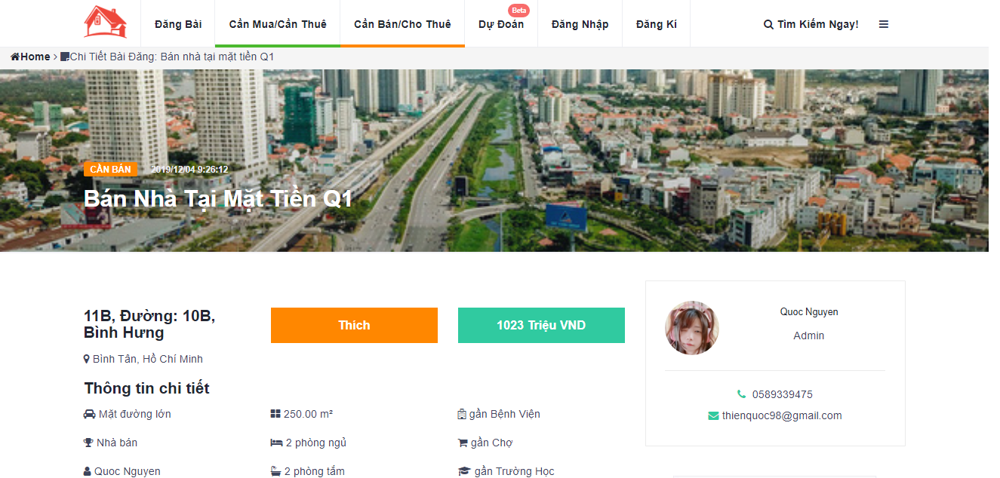 Đăng Bài
Cần Mua/Cần Thuê
Cần Bán/Cho Thuê
Dự Đoán
Beta
Đăng Nhập
Đăng Kí
Tìm Kiếm Ngay!
Home › Chi Tiết Bài Đăng: Bán nhà tại mặt tiền Q1
CẦN BÁN 2019/12/04 9:26:12
Bán Nhà Tại Mặt Tiền Q1
11B, Đường: 10B,
Bình Hưng
Bình Tân, Hồ Chí Minh
Thích
1023 Triệu VND
Thông tin chi tiết
Mặt đường lớn
250.00 m²
gần Bệnh Viện
Nhà bán
2 phòng ngủ
gần Chợ
Quoc Nguyen
2 phòng tắm
gần Trường Học
Quoc Nguyen
Admin
0589339475
thienquoc98@gmail.com